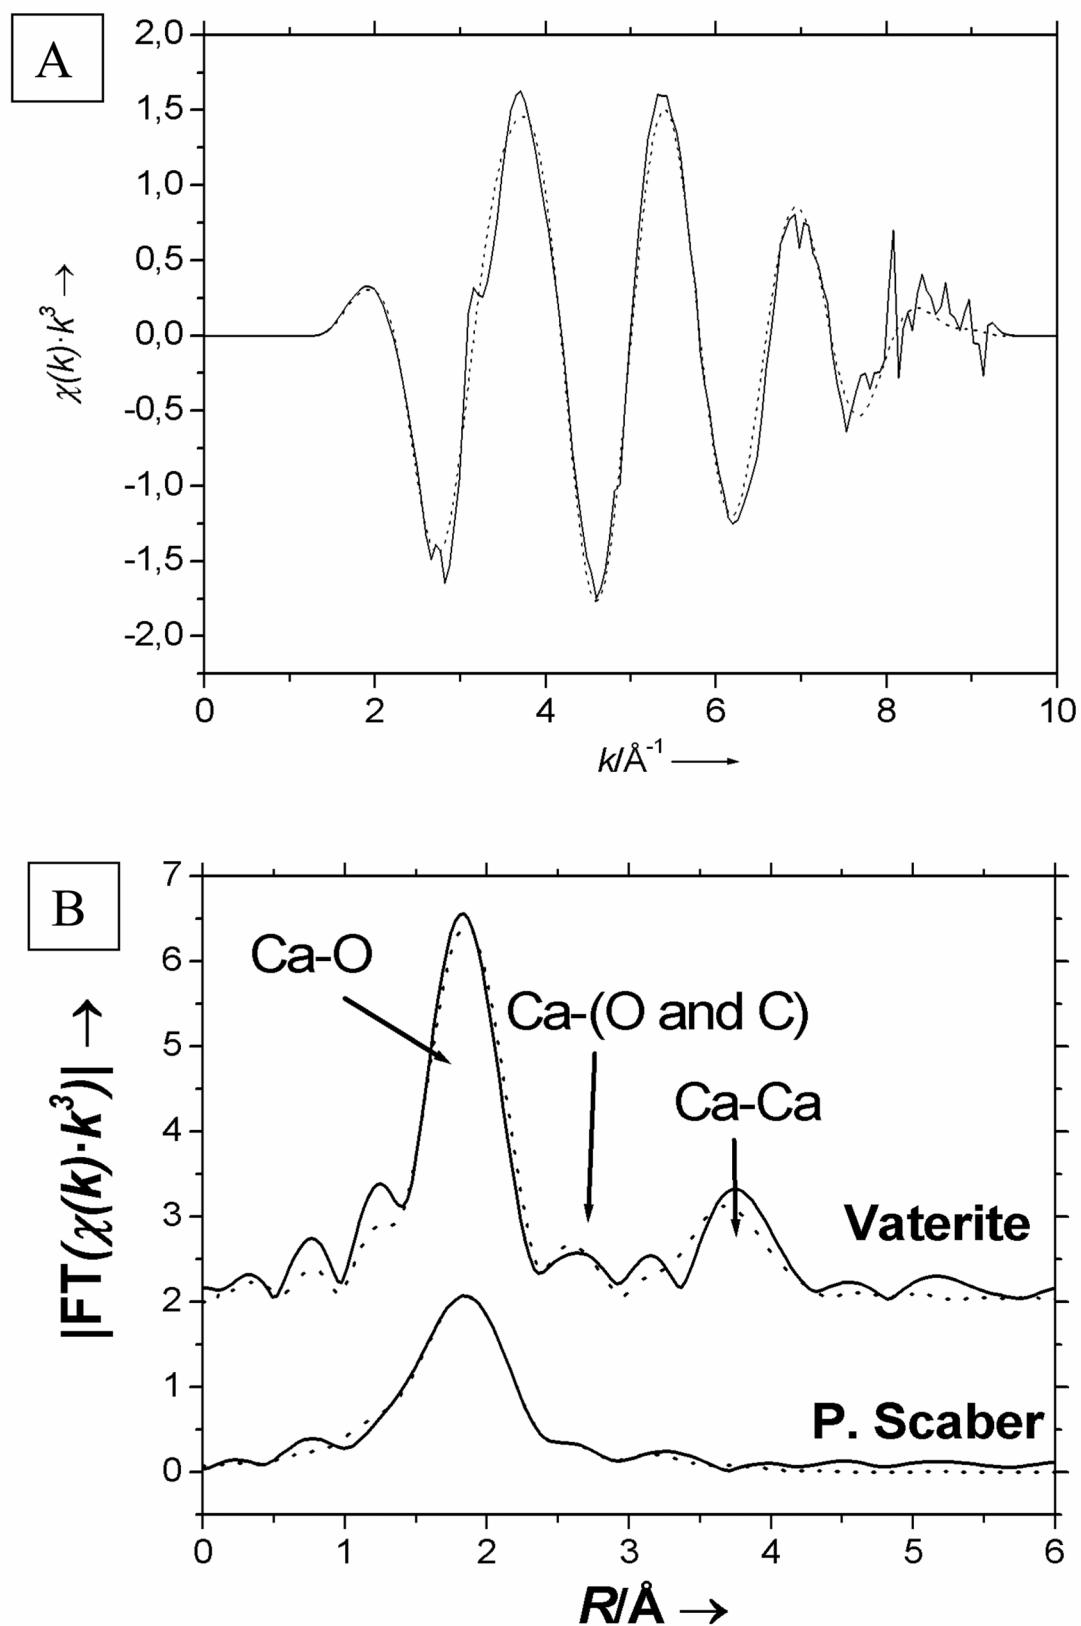 A
2,0
1,5
1,0
0,5
0,0
-0,5
-1,0
-1,5
-2,0
χ(k)·k³ →
0 2 4 6 8 10
k/Å⁻¹ →
B
7
6
5
4
3
2
1
0
|FT(χ(k)·k³)| →
Ca-O
Ca-(O and C)
Ca-Ca
Vaterite
P. Scaber
0 1 2 3 4 5 6
R/Å →